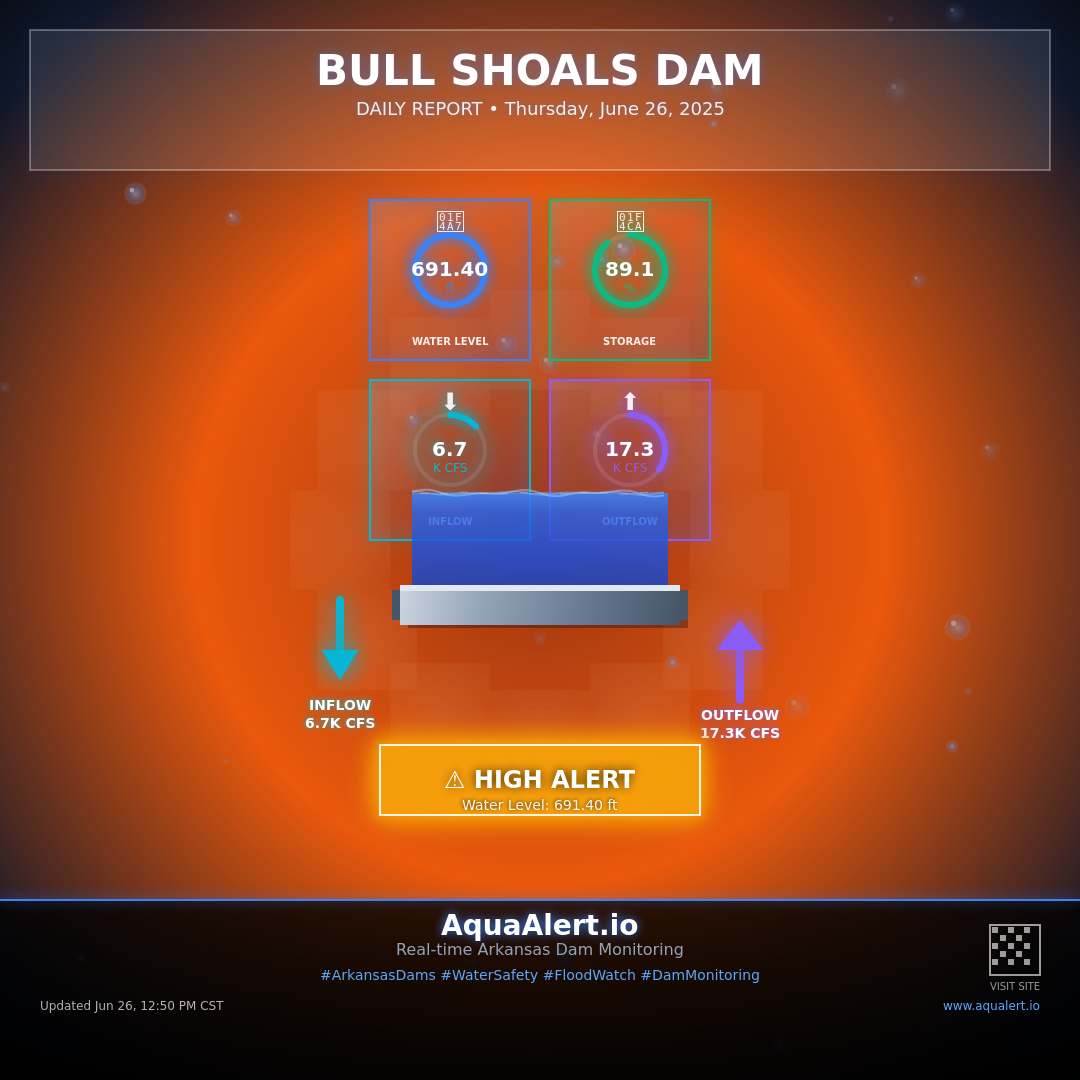 BULL SHOALS DAM
DAILY REPORT • Thursday, June 26, 2025
01F
4A7
691.40
ft
WATER LEVEL
01F
4CA
89.1
%
STORAGE
⬇
6.7
K CFS
INFLOW
⬆
17.3
K CFS
OUTFLOW
INFLOW
6.7K CFS
OUTFLOW
17.3K CFS
⚠ HIGH ALERT
Water Level: 691.40 ft
AquaAlert.io
Real-time Arkansas Dam Monitoring
#ArkansasDams #WaterSafety #FloodWatch #DamMonitoring
VISIT SITE
Updated Jun 26, 12:50 PM CST
www.aqualert.io